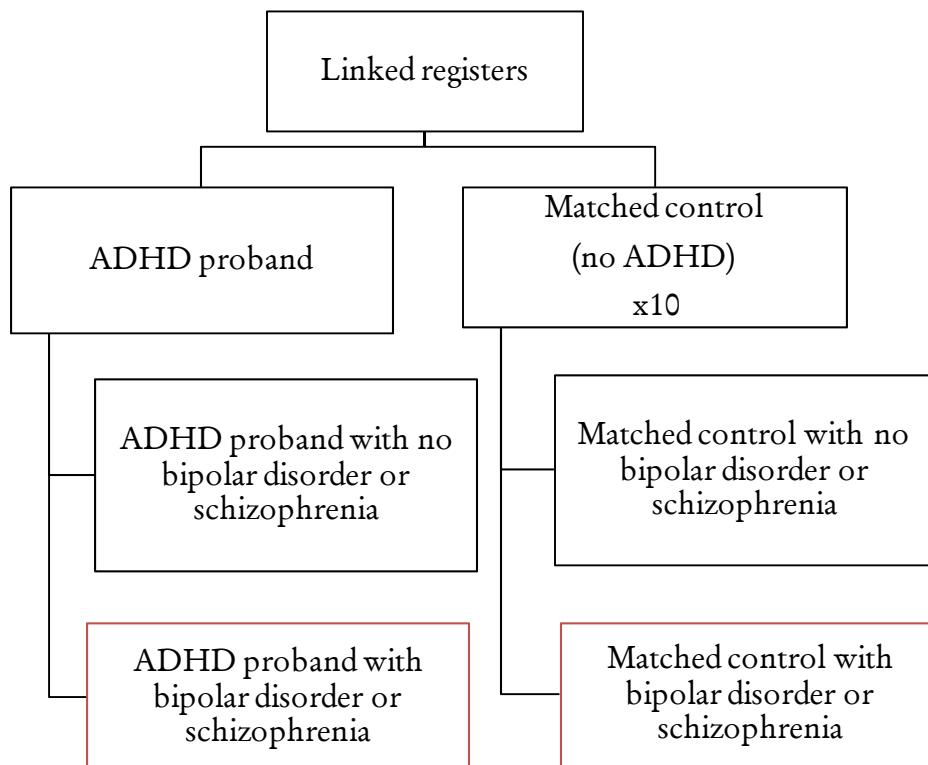 Linked registers
ADHD proband
Matched control
(no ADHD)
x10
ADHD proband with no
bipolar disorder or
schizophrenia
Matched control with no
bipolar disorder or
schizophrenia
ADHD proband with
bipolar disorder or
schizophrenia
Matched control with
bipolar disorder or
schizophrenia